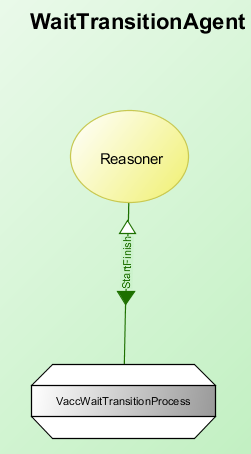 WaitTransitionAgent
Reasoner
StartFinish
VaccWaitTransitionProcess